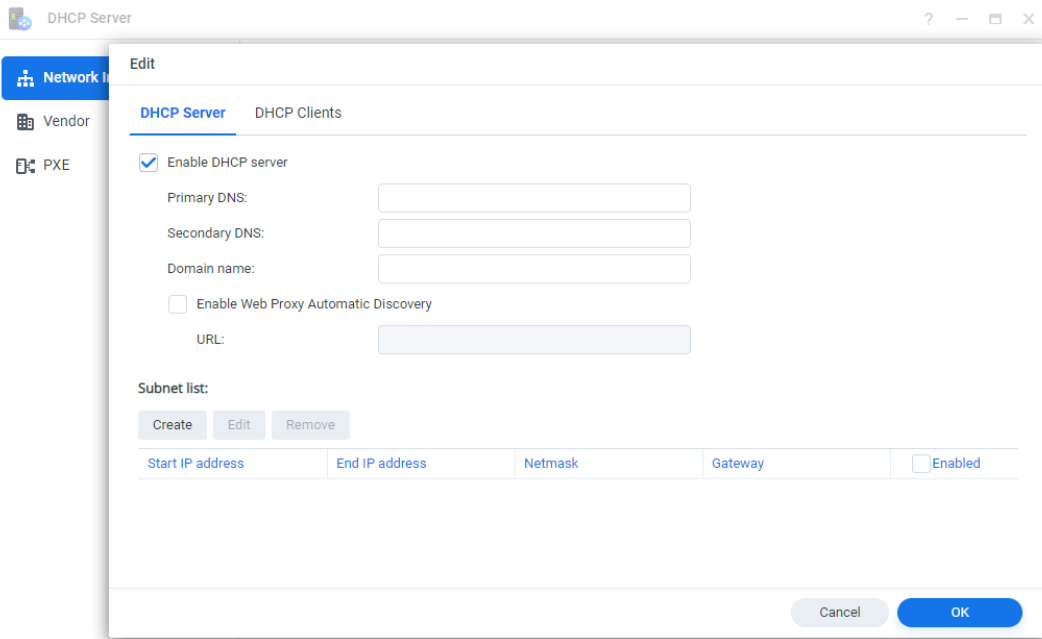 DHCP Server
?
Edit
Network I
DHCP Server DHCP Clients
Vendor
Enable DHCP server
PXE
Primary DNS:
Secondary DNS:
Domain name:
Enable Web Proxy Automatic Discovery
URL:
Subnet list:
Create Edit Remove
Start IP address End IP address Netmask Gateway Enabled
Cancel OK